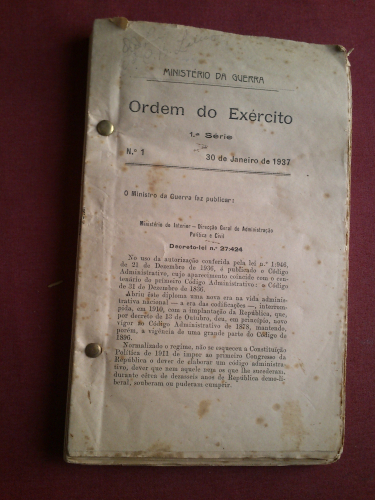 MINISTÉRIO DA GUERRA
Ordem do Exército
1.ª Série
N.º 1 30 de Janeiro de 1937
O Ministro da Guerra faz publicar:
Ministério do Interior — Direcção Geral de Administração
Política e Civil
Decreto-lei n.º 27:424
No uso da autorização conferida pela lei n.º 1:946,
de 21 de Dezembro de 1936, é publicado o Código
Administrativo, cujo aparecimento coincide com o cen-
tenário do primeiro Código Administrativo: o Código
de 31 de Dezembro de 1836.
Abriu êste diploma uma nova era na vida adminis-
trativa nacional — a era das codificações —, interrom-
pida, em 1910, com a implantação da República, que,
por decreto de 13 de Outubro, deu, em princípio, novo
vigor ao Código Administrativo de 1878, mantendo,
porém, a vigência de uma grande parte do Código de
1896.
Normalizado o regime, não se esqueceu a Constituição
Política de 1911 de impor ao primeiro Congresso da
República o dever de elaborar um código administra-
tivo, dever que nem aquele nem os que lhe sucederam,
durante cêrca de dezasseis anos de República demo-li-
beral, souberam ou puderam cumprir.